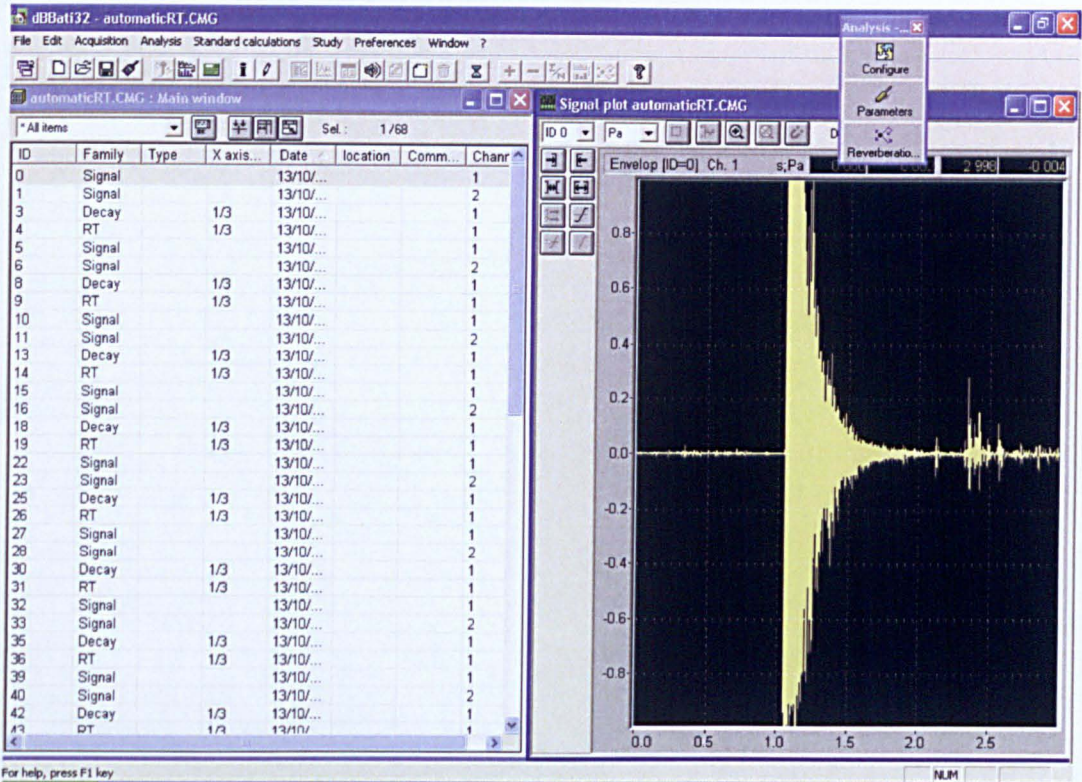 dBBati32 - automaticRT.CMG
File Edit Acquisition Analysis Standard calculations Study Preferences Window ?
Analysis -...
Configure
Parameters
Reverberatio...
automaticRT.CMG : Main window
* All items
Sel.: 1 /68
ID Family Type X axis... Date location Comm... Chanr
0 Signal 13/10/... 1
1 Signal 13/10/... 2
3 Decay 1/3 13/10/... 1
4 RT 1/3 13/10/... 1
5 Signal 13/10/... 1
6 Signal 13/10/... 2
8 Decay 1/3 13/10/... 1
9 RT 1/3 13/10/... 1
10 Signal 13/10/... 1
11 Signal 13/10/... 2
13 Decay 1/3 13/10/... 1
14 RT 1/3 13/10/... 1
15 Signal 13/10/... 1
16 Signal 13/10/... 2
18 Decay 1/3 13/10/... 1
19 RT 1/3 13/10/... 1
22 Signal 13/10/... 1
23 Signal 13/10/... 2
25 Decay 1/3 13/10/... 1
26 RT 1/3 13/10/... 1
27 Signal 13/10/... 1
28 Signal 13/10/... 2
30 Decay 1/3 13/10/... 1
31 RT 1/3 13/10/... 1
32 Signal 13/10/... 1
33 Signal 13/10/... 2
35 Decay 1/3 13/10/... 1
36 RT 1/3 13/10/... 1
39 Signal 13/10/... 1
40 Signal 13/10/... 2
42 Decay 1/3 13/10/... 1
43 RT 1/3 13/10/ 1
Signal plot automaticRT.CMG
ID 0 Pa D
Envelop [ID=0] Ch. 1 s;Pa 2.998 -0.004
0.8
0.6
0.4
0.2
0.0
-0.2
-0.4
-0.6
-0.8
0.0 0.5 1.0 1.5 2.0 2.5
For help, press F1 key
NUM